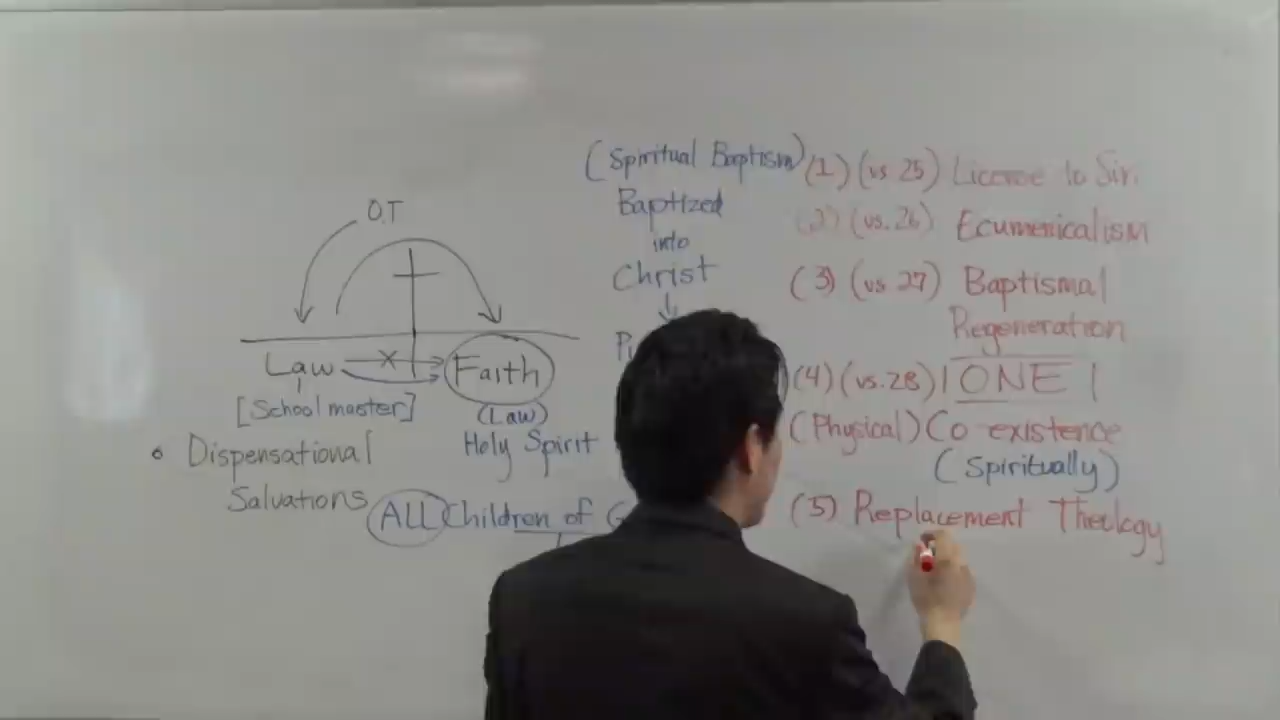 O.T
Law
Faith
[School master]
(Law)
Holy Spirit
Dispensational
Salvations
ALL Children of
(Spiritual Baptism)
Baptized
into
Christ
(1) (vs.25) License to Sin.
(2) (vs.26) Ecumenicalism
(3) (vs.27) Baptismal
Regeneration
(4) (vs.28) ONE
(Physical) Co existence
(Spiritually)
(5) Replacement Theology